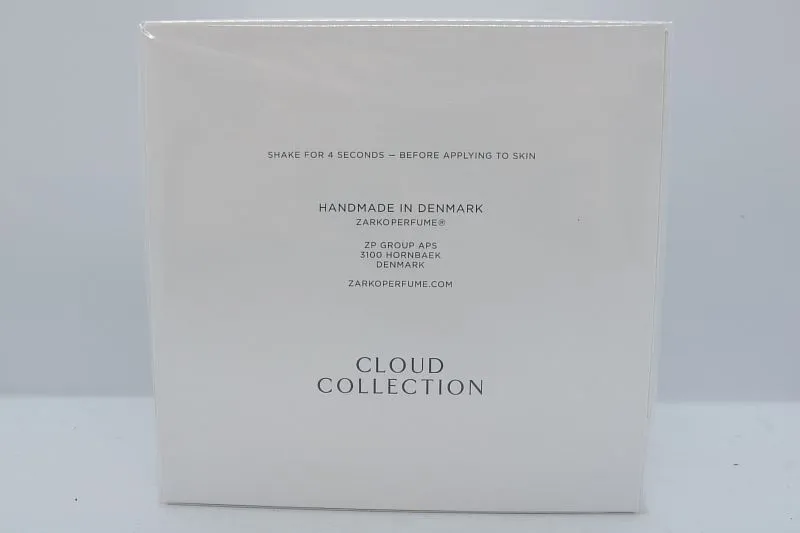 SHAKE FOR 4 SECONDS — BEFORE APPLYING TO SKIN
HANDMADE IN DENMARK
ZARKOPERFUME®
ZP GROUP APS
3100 HORNBAEK
DENMARK
ZARKOPERFUME.COM
CLOUD
COLLECTION